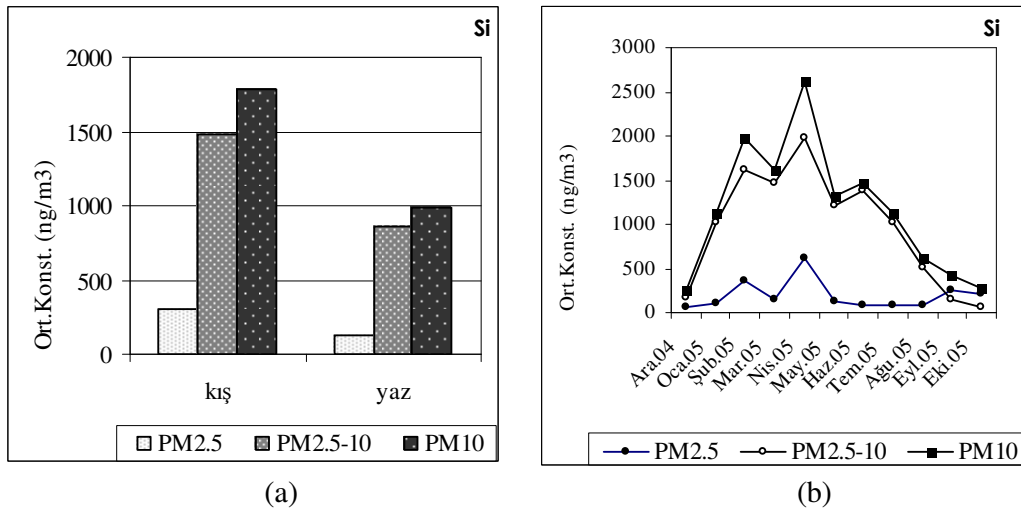 Si
Ort.Konst. (ng/m3)
2000
1500
1000
500
0
kış
yaz
PM2.5
PM2.5-10
PM10
(a)
Si
Ort.Konst. (ng/m3)
3000
2500
2000
1500
1000
500
0
Ara.04
Oca.05
Şub.05
Mar.05
Nis.05
May.05
Haz.05
Tem.05
Ağu.05
Eyl.05
Eki.05
PM2.5
PM2.5-10
PM10
(b)